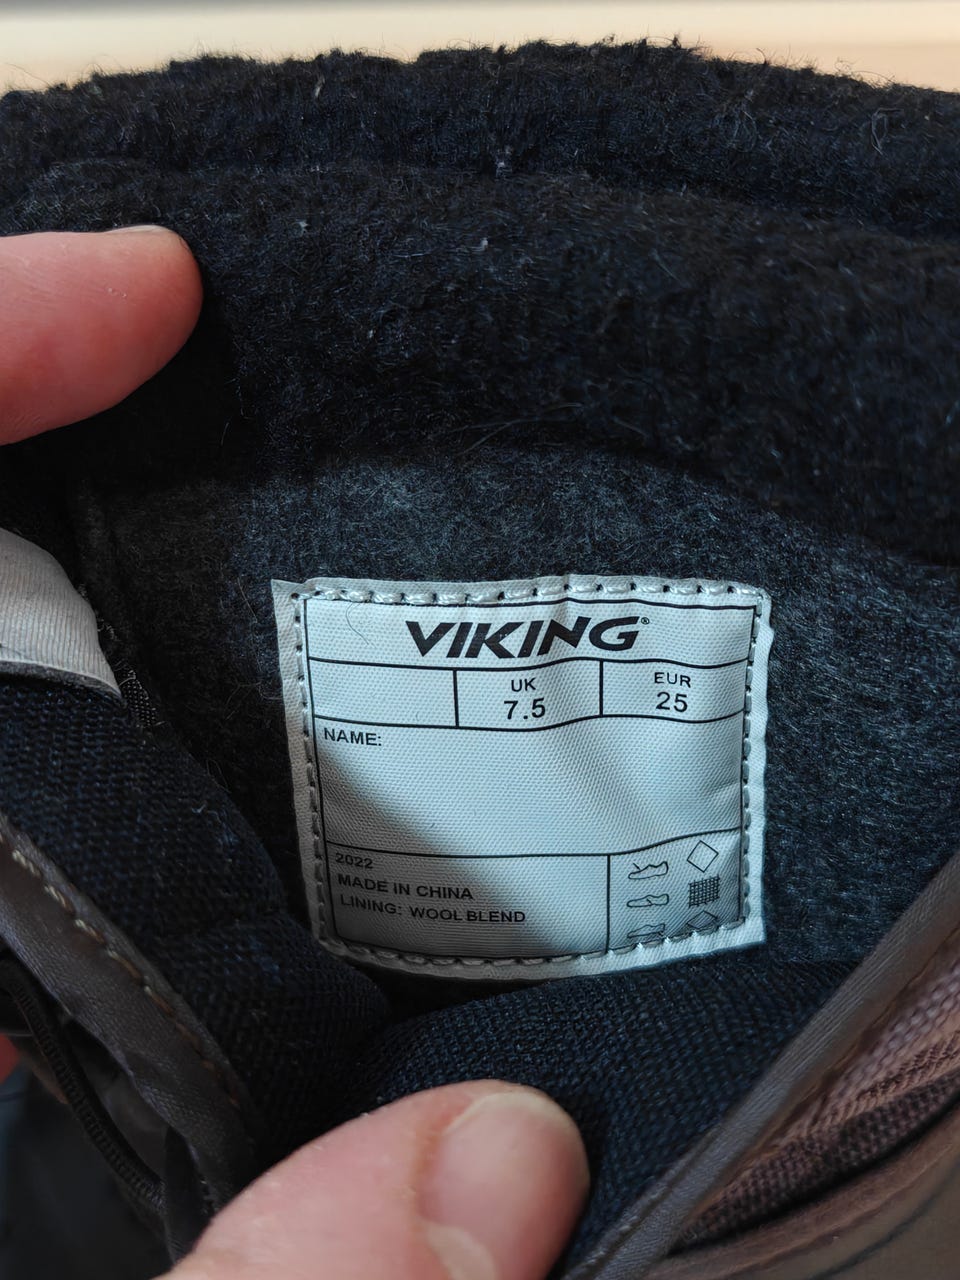 VIKING®
UK EUR
7.5 25
NAME:
2022
MADE IN CHINA
LINING: WOOL BLEND